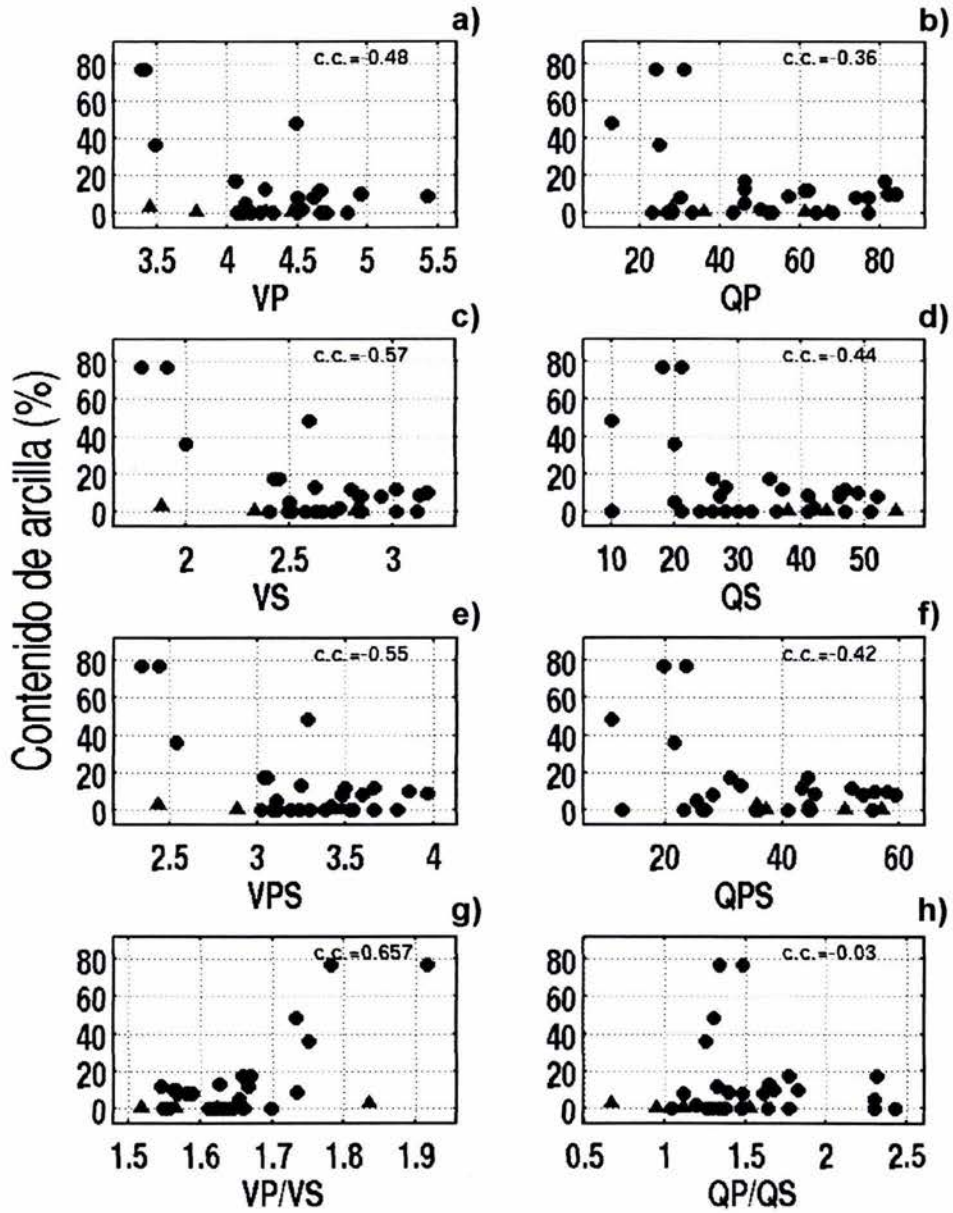 a)
c.c.=-0.48
80
60
40
20
0
3.5 4 4.5 5 5.5
VP
b)
c.c.=-0.36
80
60
40
20
0
20 40 60 80
QP
c)
c.c.=-0.57
80
60
40
20
0
2 2.5 3
VS
d)
c.c.=-0.44
80
60
40
20
0
10 20 30 40 50
QS
Contenido de arcilla (%)
e)
c.c.=-0.55
80
60
40
20
0
2.5 3 3.5 4
VPS
f)
c.c.=-0.42
80
60
40
20
0
20 40 60
QPS
g)
c.c.=0.657
80
60
40
20
0
1.5 1.6 1.7 1.8 1.9
VP/VS
h)
c.c.=-0.03
80
60
40
20
0
0.5 1 1.5 2 2.5
QP/QS